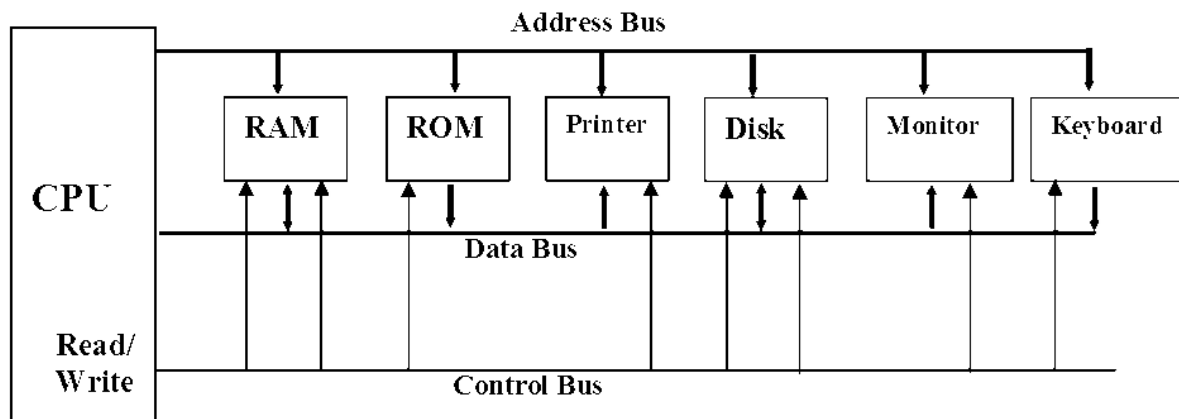 Address Bus
RAM
ROM
Printer
Disk
Monitor
Keyboard
CPU
Data Bus
Read/
Write
Control Bus